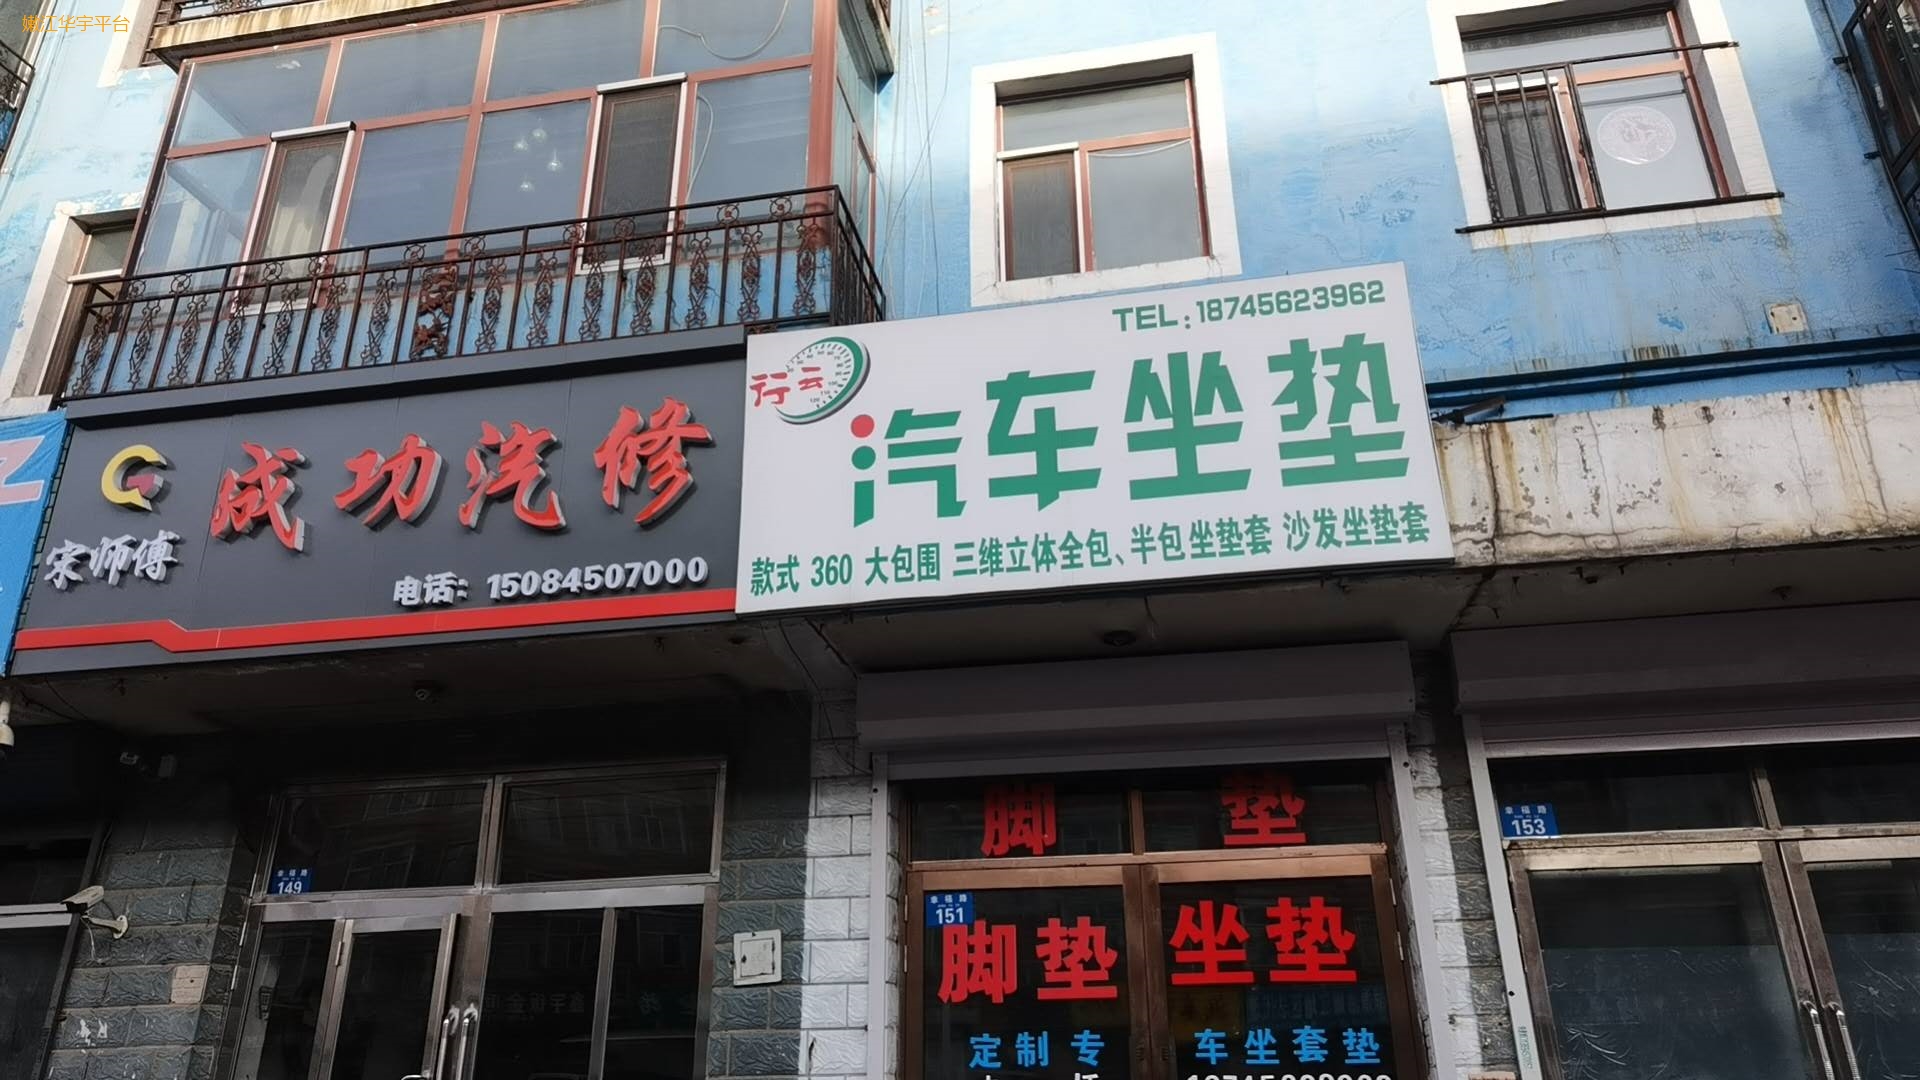 嫩江华宇平台
成功汽修
宋师傅
电话：15084507000
TEL：18745623962
行云
汽车坐垫
款式 360 大包围 三维立体全包、半包坐垫套 沙发坐垫套
脚垫
幸福路
149
幸福路
151
幸福路
153
脚垫 坐垫
定制专 车坐套垫